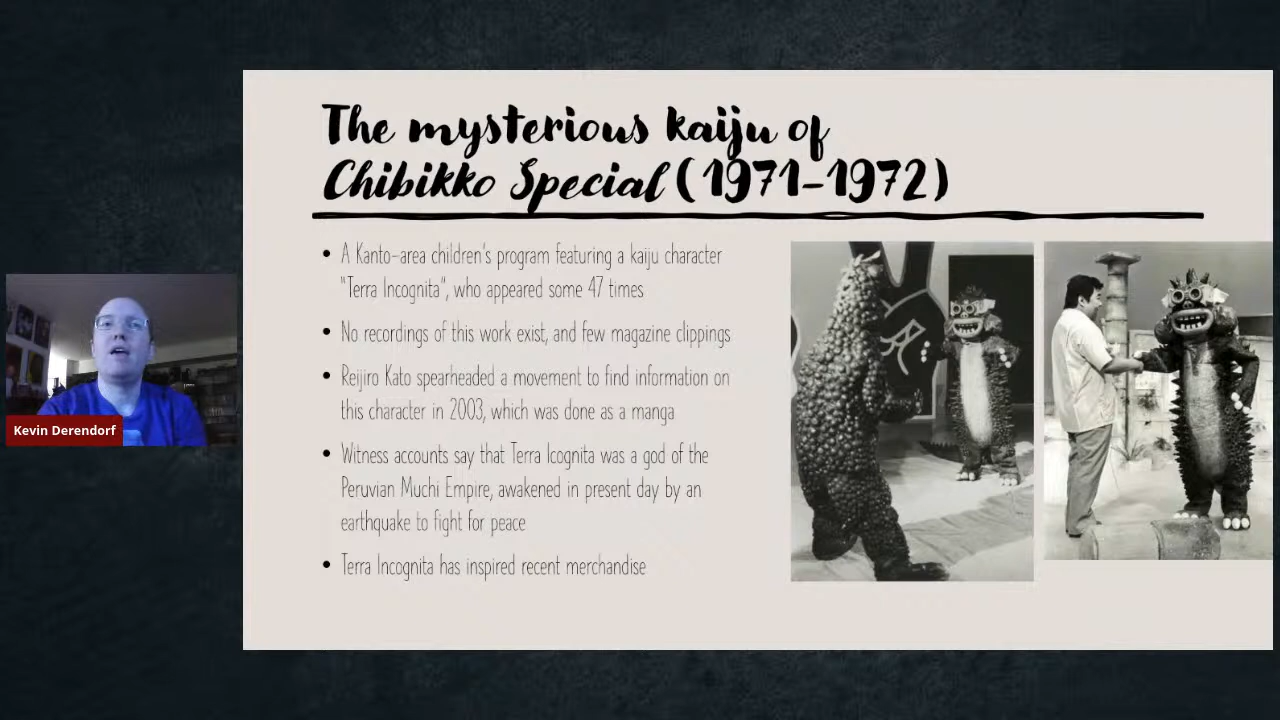 The mysterious kaiju of
Chibikko Special (1971-1972)
• A Kanto-area children's program featuring a kaiju character
"Terra Incognita", who appeared some 47 times
• No recordings of this work exist, and few magazine clippings
• Reijiro Kato spearheaded a movement to find information on
this character in 2003, which was done as a manga
• Witness accounts say that Terra Icognita was a god of the
Peruvian Muchi Empire, awakened in present day by an
earthquake to fight for peace
• Terra Incognita has inspired recent merchandise
Kevin Derendorf